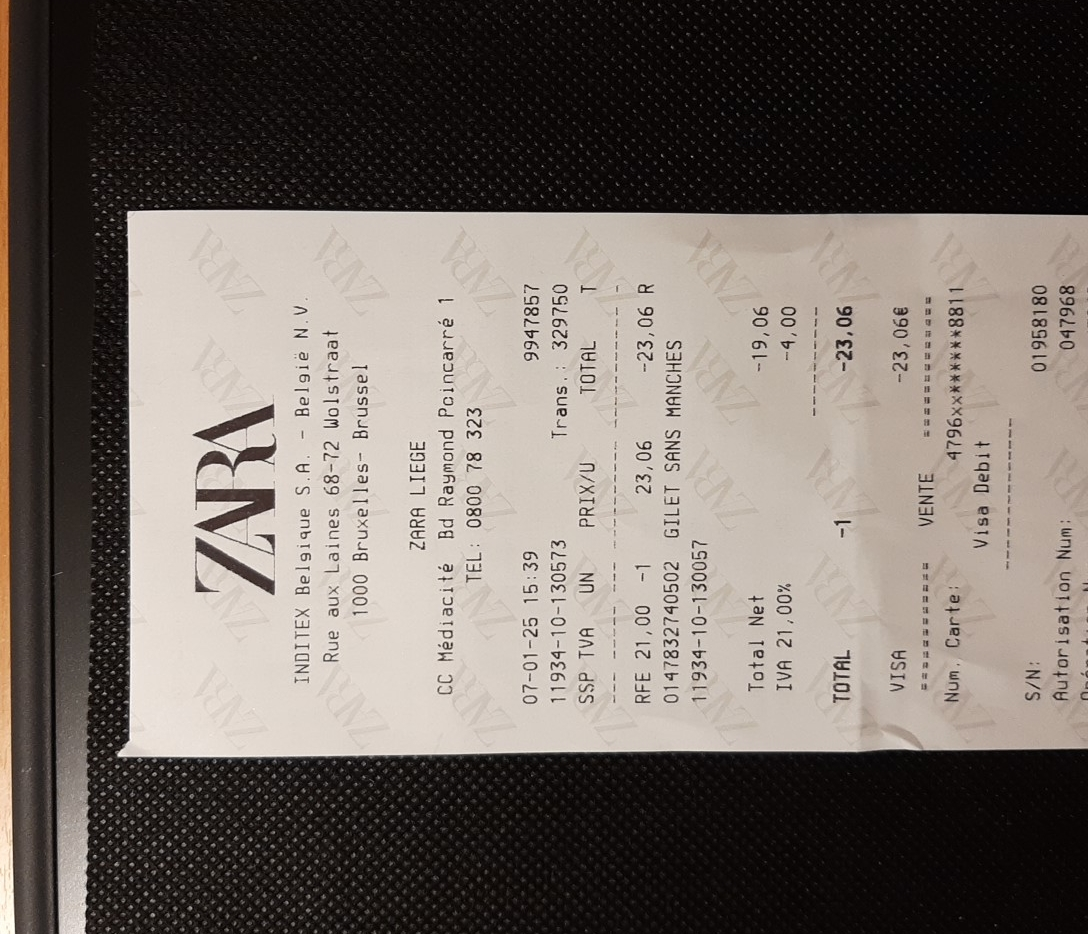 ZARA
INDITEX Belgique S.A. - België N.V.
Rue aux Laines 68-72 Wolstraat
1000 Bruxelles- Brussel
ZARA LIEGE
CC Médiacité Bd Raymond Poincarré 1
TEL: 0800 78 323
07-01-25 15:39 9947857
11934-10-130573 Trans.: 329750
SSP TVA UN PRIX/U TOTAL T
--- ------ --- ---------- ---------- -
RFE 21,00 -1 23,06 -23,06 R
0147832740502 GILET SANS MANCHES
11934-10-130057
Total Net -19,06
IVA 21,00% -4,00
-----------
TOTAL -1 -23,06
VISA -23,06€
============ VENTE =============
Num. Carte: 4796xx******8811
Visa Debit
---------------
S/N: 01958180
Autorisation Num: 047968